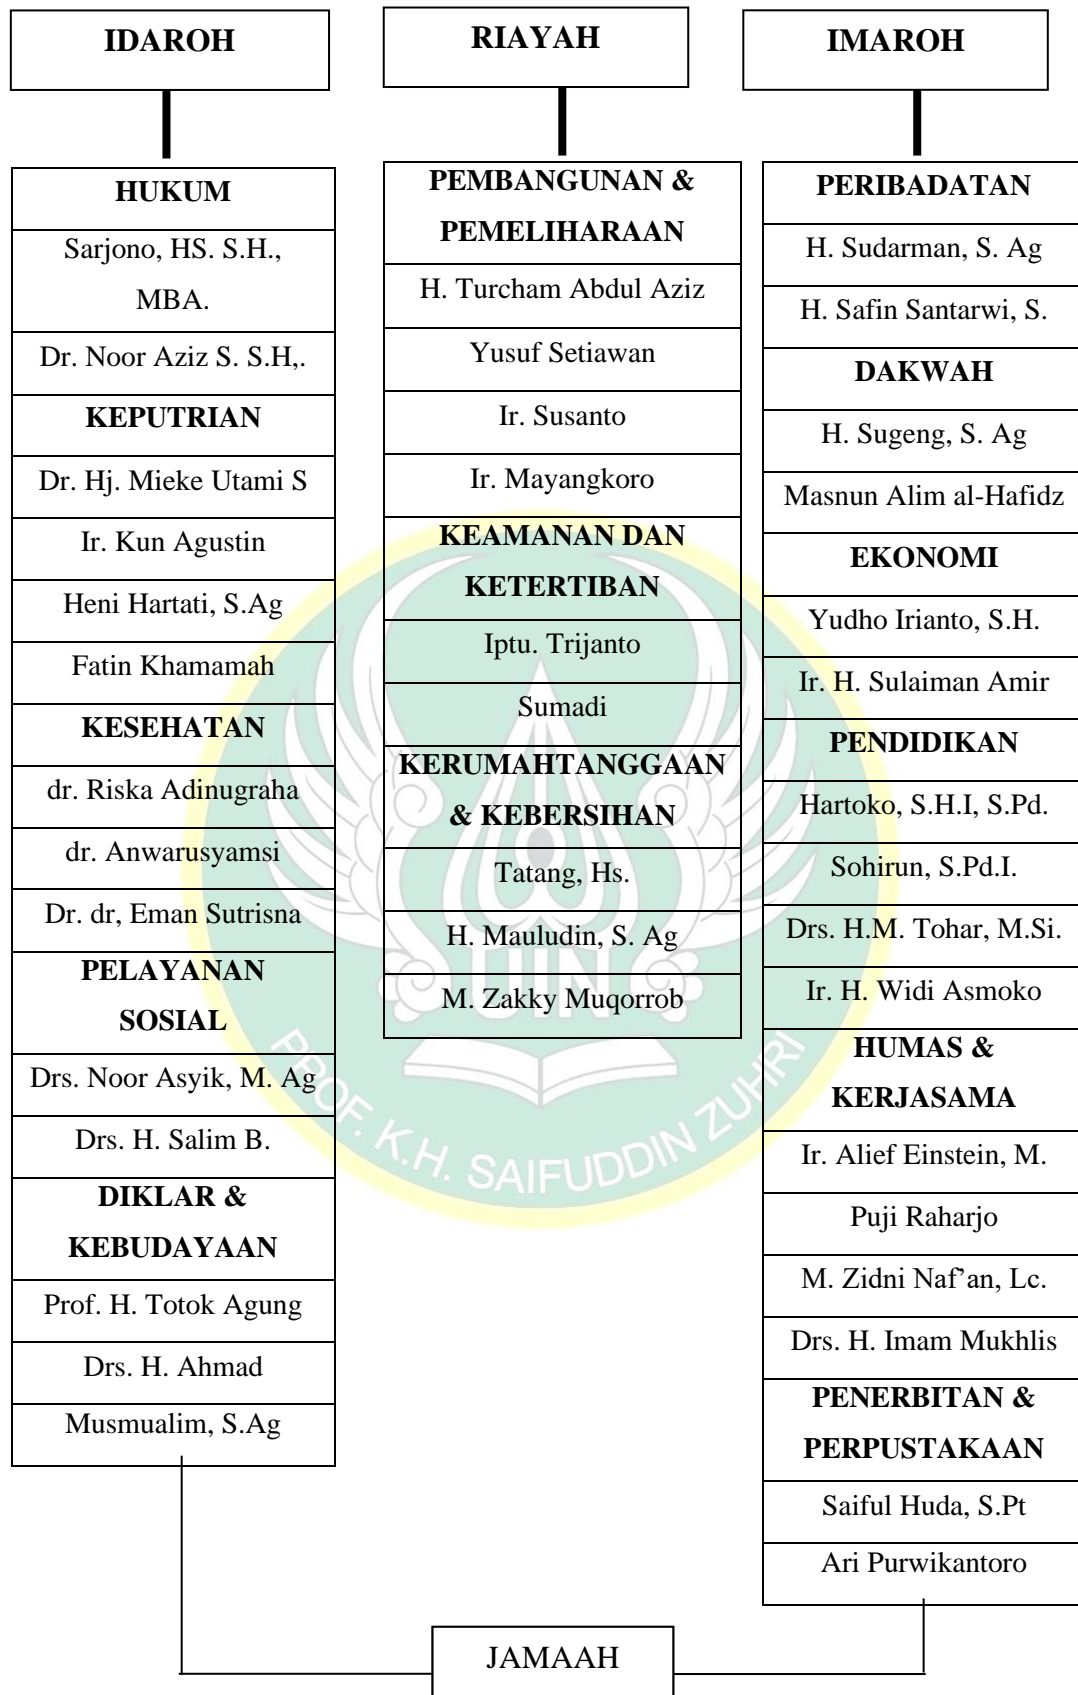 IDAROH
HUKUM
Sarjono, HS. S.H.,
MBA.
Dr. Noor Aziz S. S.H,.
KEPUTRIAN
Dr. Hj. Mieke Utami S
Ir. Kun Agustin
Heni Hartati, S.Ag
Fatin Khamamah
KESEHATAN
dr. Riska Adinugraha
dr. Anwarusyamsi
Dr. dr, Eman Sutrisna
PELAYANAN
SOSIAL
Drs. Noor Asyik, M. Ag
Drs. H. Salim B.
DIKLAR &
KEBUDAYAAN
Prof. H. Totok Agung
Drs. H. Ahmad
Musmualim, S.Ag
RIAYAH
PEMBANGUNAN &
PEMELIHARAAN
H. Turcham Abdul Aziz
Yusuf Setiawan
Ir. Susanto
Ir. Mayangkoro
KEAMANAN DAN
KETERTIBAN
Iptu. Trijanto
Sumadi
KERUMAHTANGGAAN
& KEBERSIHAN
Tatang, Hs.
H. Mauludin, S. Ag
M. Zakky Muqorrob
IMAROH
PERIBADATAN
H. Sudarman, S. Ag
H. Safin Santarwi, S.
DAKWAH
H. Sugeng, S. Ag
Masnun Alim al-Hafidz
EKONOMI
Yudho Irianto, S.H.
Ir. H. Sulaiman Amir
PENDIDIKAN
Hartoko, S.H.I, S.Pd.
Sohirun, S.Pd.I.
Drs. H.M. Tohar, M.Si.
Ir. H. Widi Asmoko
HUMAS &
KERJASAMA
Ir. Alief Einstein, M.
Puji Raharjo
M. Zidni Naf’an, Lc.
Drs. H. Imam Mukhlis
PENERBITAN &
PERPUSTAKAAN
Saiful Huda, S.Pt
Ari Purwikantoro
JAMAAH
UIN
PROF. K.H. SAIFUDDIN ZUHRI